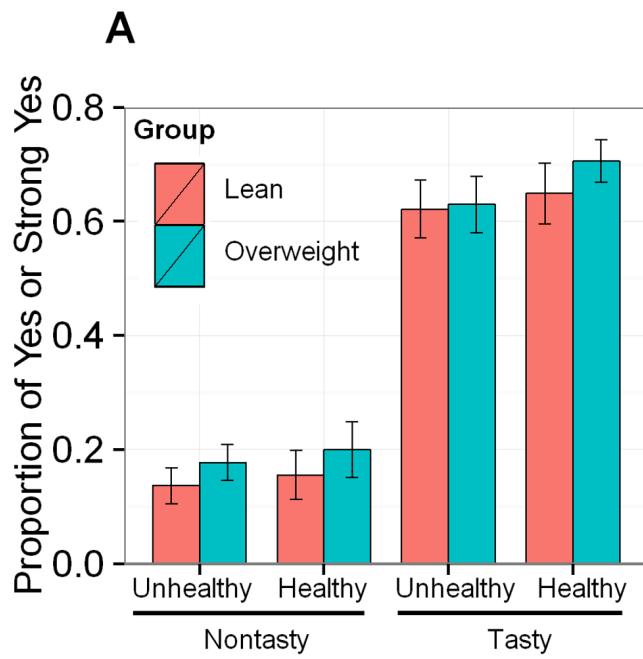 A
Proportion of Yes or Strong Yes
0.8
0.6
0.4
0.2
0.0
Group
Lean
Overweight
Unhealthy Healthy Unhealthy Healthy
Nontasty Tasty